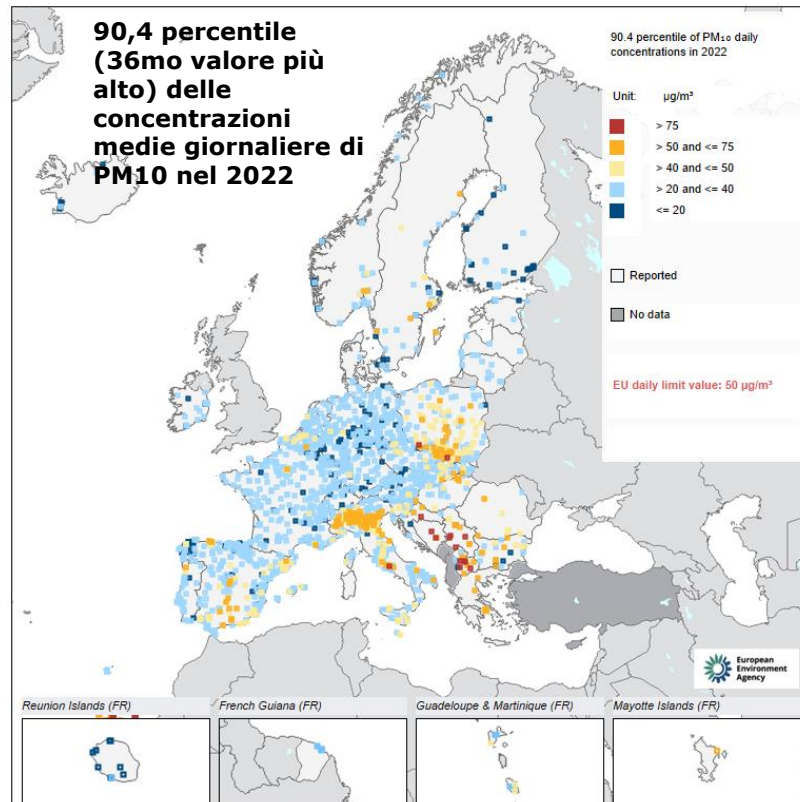 90,4 percentile
(36mo valore più
alto) delle
concentrazioni
medie giornaliere di
PM10 nel 2022
90.4 percentile of PM₁₀ daily
concentrations in 2022
Unit: µg/m³
> 75
> 50 and <= 75
> 40 and <= 50
> 20 and <= 40
<= 20
Reported
No data
EU daily limit value: 50 µg/m³
European
Environment
Agency
Reunion Islands (FR)
French Guiana (FR)
Guadeloupe & Martinique (FR)
Mayotte Islands (FR)